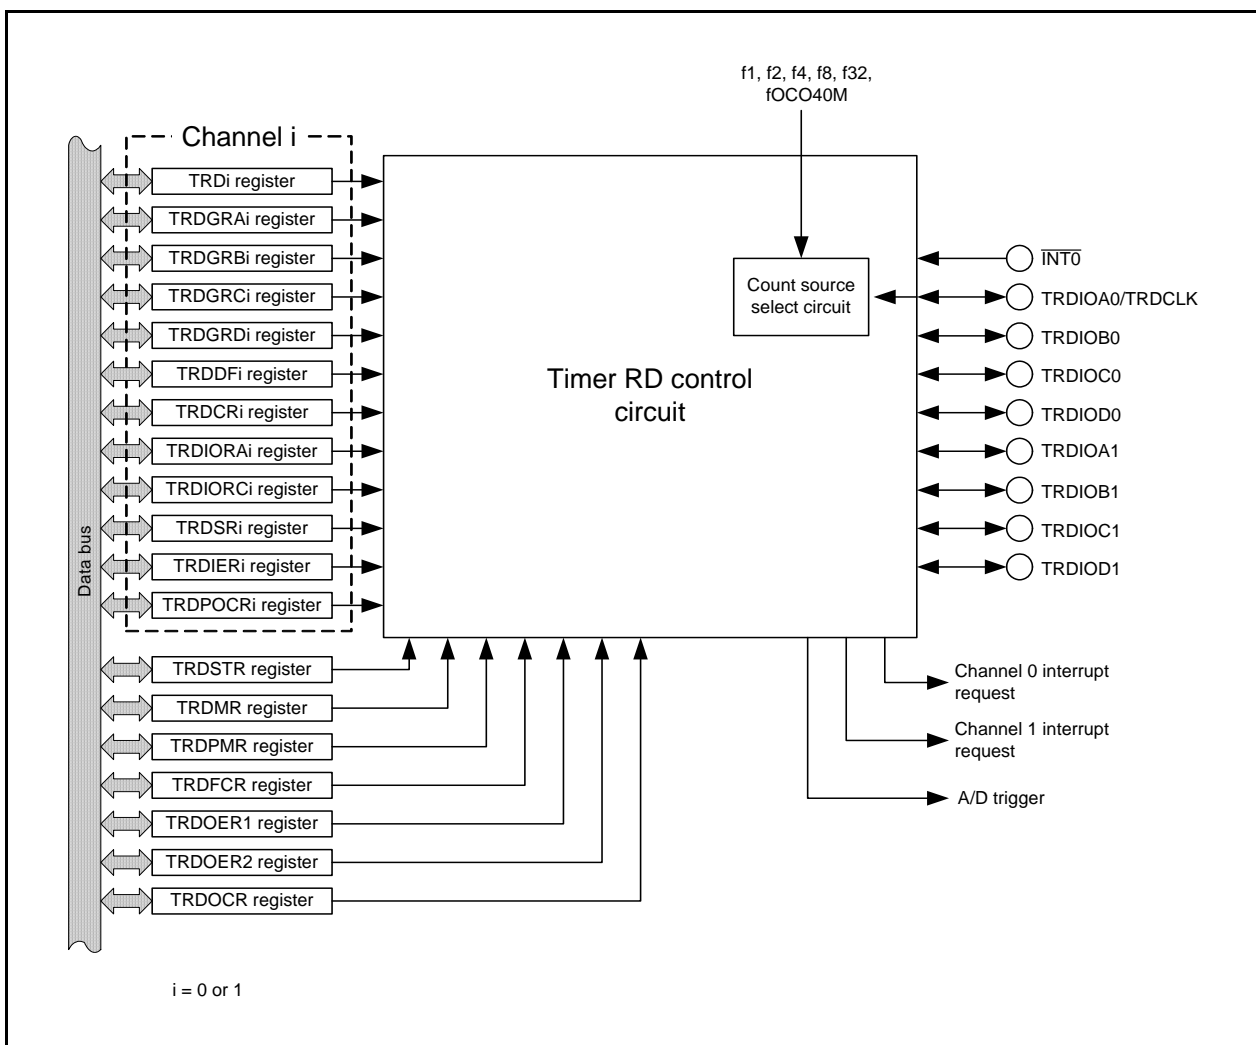 f1, f2, f4, f8, f32,
fOCO40M
Channel i
TRDi register
TRDGRAi register
TRDGRBi register
TRDGRCi register
TRDGRDi register
TRDDFi register
TRDCRi register
TRDIORAi register
TRDIORCi register
TRDSRi register
TRDIERi register
TRDPOCRi register
Data bus
TRDSTR register
TRDMR register
TRDPMR register
TRDFCR register
TRDOER1 register
TRDOER2 register
TRDOCR register
Timer RD control
circuit
Count source
select circuit
INT0
TRDIOA0/TRDCLK
TRDIOB0
TRDIOC0
TRDIOD0
TRDIOA1
TRDIOB1
TRDIOC1
TRDIOD1
Channel 0 interrupt
request
Channel 1 interrupt
request
A/D trigger
i = 0 or 1